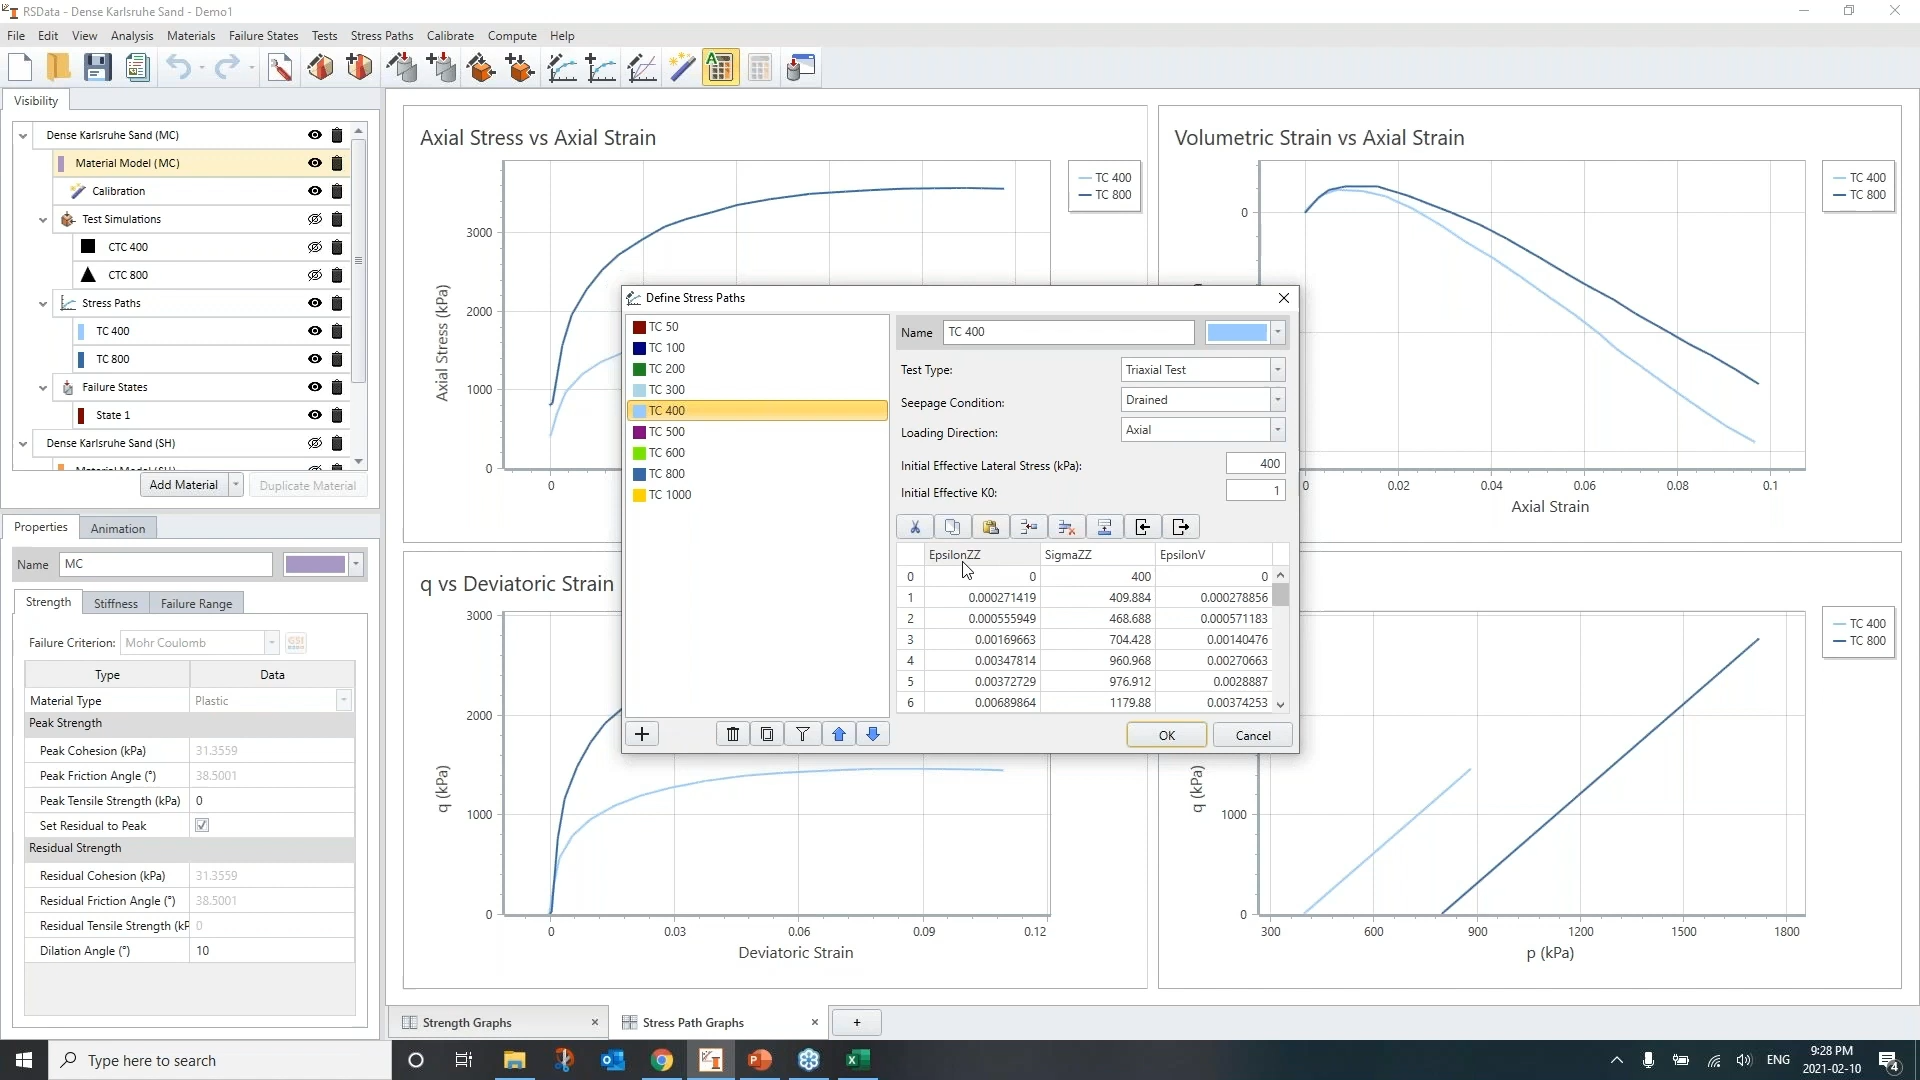 RSData - Dense Karlsruhe Sand - Demo1
File Edit View Analysis Materials Failure States Tests Stress Paths Calibrate Compute Help
Visibility
Dense Karlsruhe Sand (MC)
Material Model (MC)
Calibration
Test Simulations
CTC 400
CTC 800
Stress Paths
TC 400
TC 800
Failure States
State 1
Dense Karlsruhe Sand (SH)
Add Material Duplicate Material
Properties Animation
Name MC
Strength Stiffness Failure Range
Failure Criterion: Mohr Coulomb GSI
Type Data
Material Type Plastic
Peak Strength
Peak Cohesion (kPa) 31.3559
Peak Friction Angle (°) 38.5001
Peak Tensile Strength (kPa) 0
Set Residual to Peak
Residual Strength
Residual Cohesion (kPa) 31.3559
Residual Friction Angle (°) 38.5001
Residual Tensile Strength (kP 0
Dilation Angle (°) 10
Axial Stress vs Axial Strain
TC 400
TC 800
Axial Stress (kPa)
3000
2000
1000
0
0
Volumetric Strain vs Axial Strain
TC 400
TC 800
0
0 0.02 0.04 0.06 0.08 0.1
Axial Strain
Define Stress Paths
TC 50
TC 100
TC 200
TC 300
TC 400
TC 500
TC 600
TC 800
TC 1000
Name TC 400
Test Type: Triaxial Test
Seepage Condition: Drained
Loading Direction: Axial
Initial Effective Lateral Stress (kPa): 400
Initial Effective K0: 1
EpsilonZZ SigmaZZ EpsilonV
0 0 400 0
1 0.000271419 409.884 0.000278856
2 0.000555949 468.688 0.000571183
3 0.00169663 704.428 0.00140476
4 0.00347814 960.968 0.00270663
5 0.00372729 976.912 0.0028887
6 0.00689864 1179.88 0.00374253
OK Cancel
q vs Deviatoric Strain
q (kPa)
3000
2000
1000
0
0 0.03 0.06 0.09 0.12
Deviatoric Strain
TC 400
TC 800
q (kPa)
1000
0
300 600 900 1200 1500 1800
p (kPa)
Strength Graphs Stress Path Graphs
Type here to search
ENG
9:28 PM
2021-02-10
4